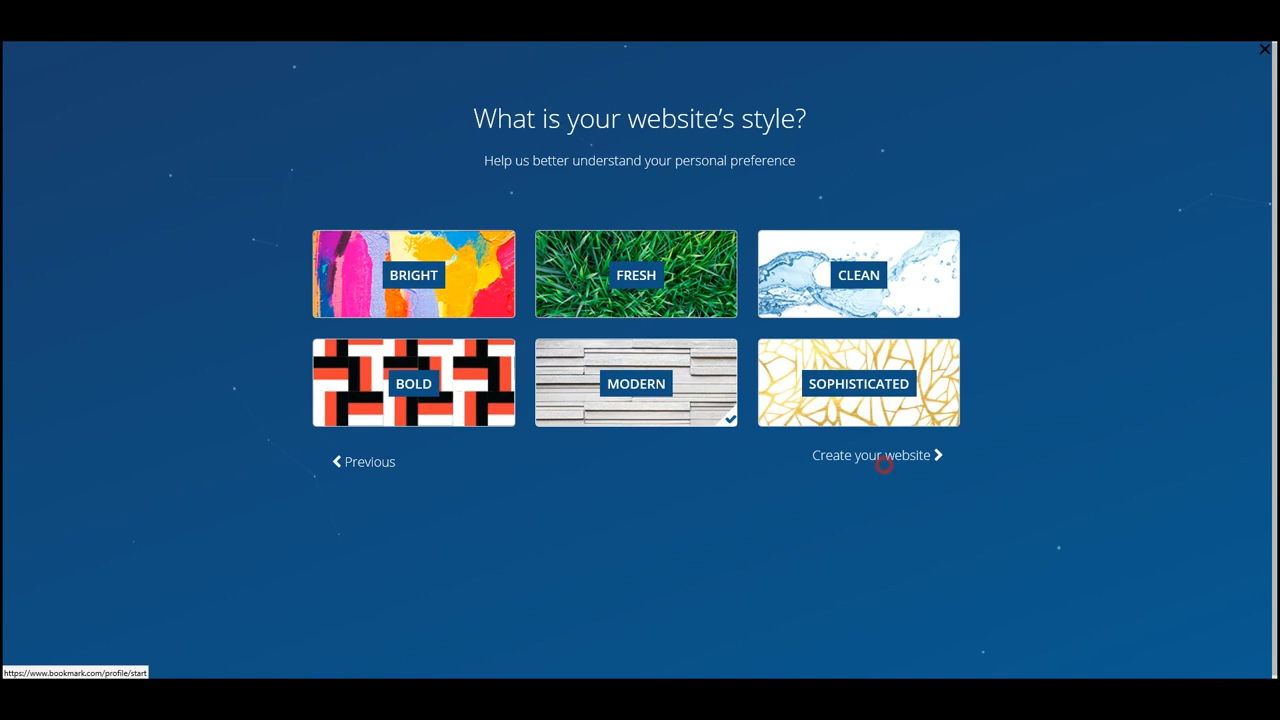 What is your website's style?
Help us better understand your personal preference
BRIGHT
FRESH
CLEAN
BOLD
MODERN
SOPHISTICATED
Previous
Create your website
https://www.bookmark.com/profile/start